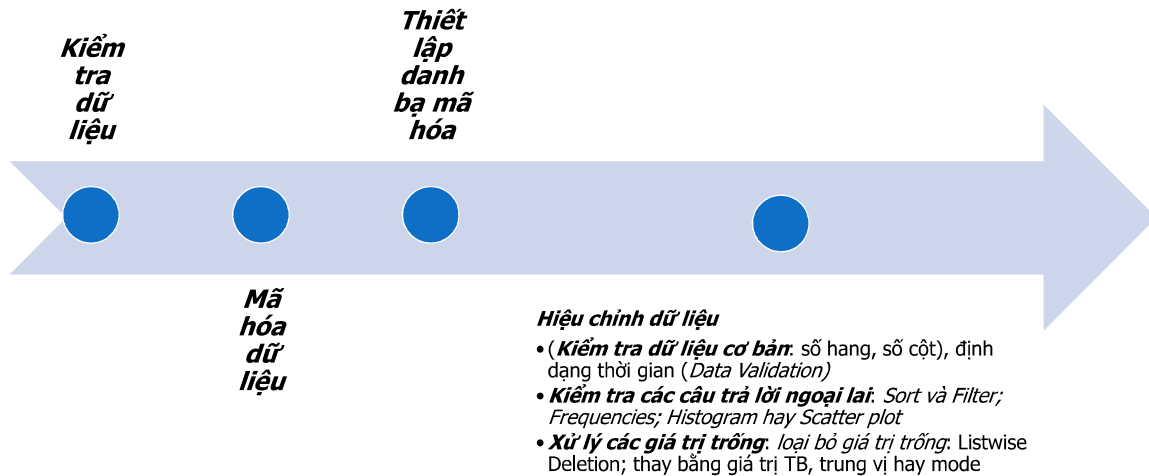 Kiểm
tra
dữ
liệu
Mã
hóa
dữ
liệu
Thiết
lập
danh
bạ mã
hóa
Hiệu chỉnh dữ liệu
• (Kiểm tra dữ liệu cơ bản: số hang, số cột), định
dạng thời gian (Data Validation)
• Kiểm tra các câu trả lời ngoại lai: Sort và Filter;
Frequencies; Histogram hay Scatter plot
• Xử lý các giá trị trống: loại bỏ giá trị trống: Listwise
Deletion; thay bằng giá trị TB, trung vị hay mode